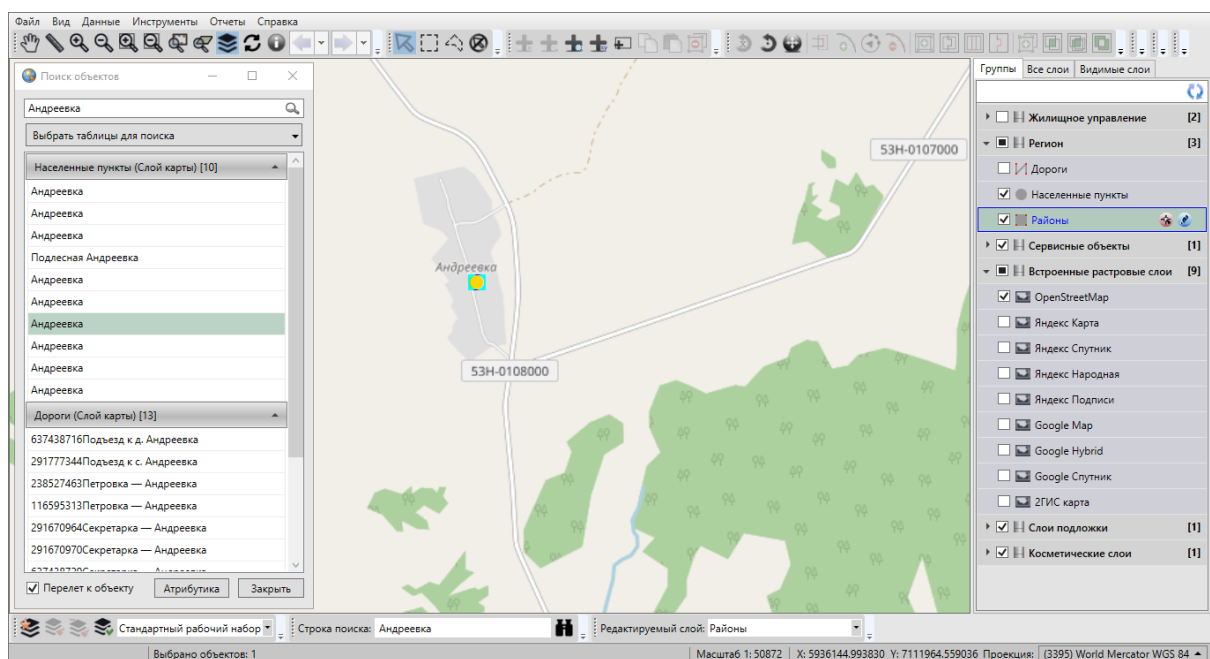 Файл Вид Данные Инструменты Отчеты Справка
Поиск объектов
Андреевка
Выбрать таблицы для поиска
Населенные пункты (Слой карты) [10]
Андреевка
Андреевка
Андреевка
Подлесная Андреевка
Андреевка
Андреевка
Андреевка
Андреевка
Андреевка
Андреевка
Дороги (Слой карты) [13]
637438716Подъезд к д. Андреевка
291777344Подъезд к с. Андреевка
238527463Петровка — Андреевка
116595313Петровка — Андреевка
291670964Секретарка — Андреевка
291670970Секретарка — Андреевка
Перелет к объекту Атрибутика Закрыть
53Н-0107000
Андреевка
53Н-0108000
Группы Все слои Видимые слои
Жилищное управление [2]
Регион [3]
Дороги
Населенные пункты
Районы
Сервисные объекты [1]
Встроенные растровые слои [9]
OpenStreetMap
Яндекс Карта
Яндекс Спутник
Яндекс Народная
Яндекс Подписи
Google Map
Google Hybrid
Google Спутник
2ГИС карта
Слои подложки [1]
Косметические слои [1]
Стандартный рабочий набор Строка поиска: Андреевка Редактируемый слой: Районы
Выбрано объектов: 1 Масштаб 1:50872 X: 5936144.993830 Y: 7111964.559036 Проекция: (3395) World Mercator WGS 84